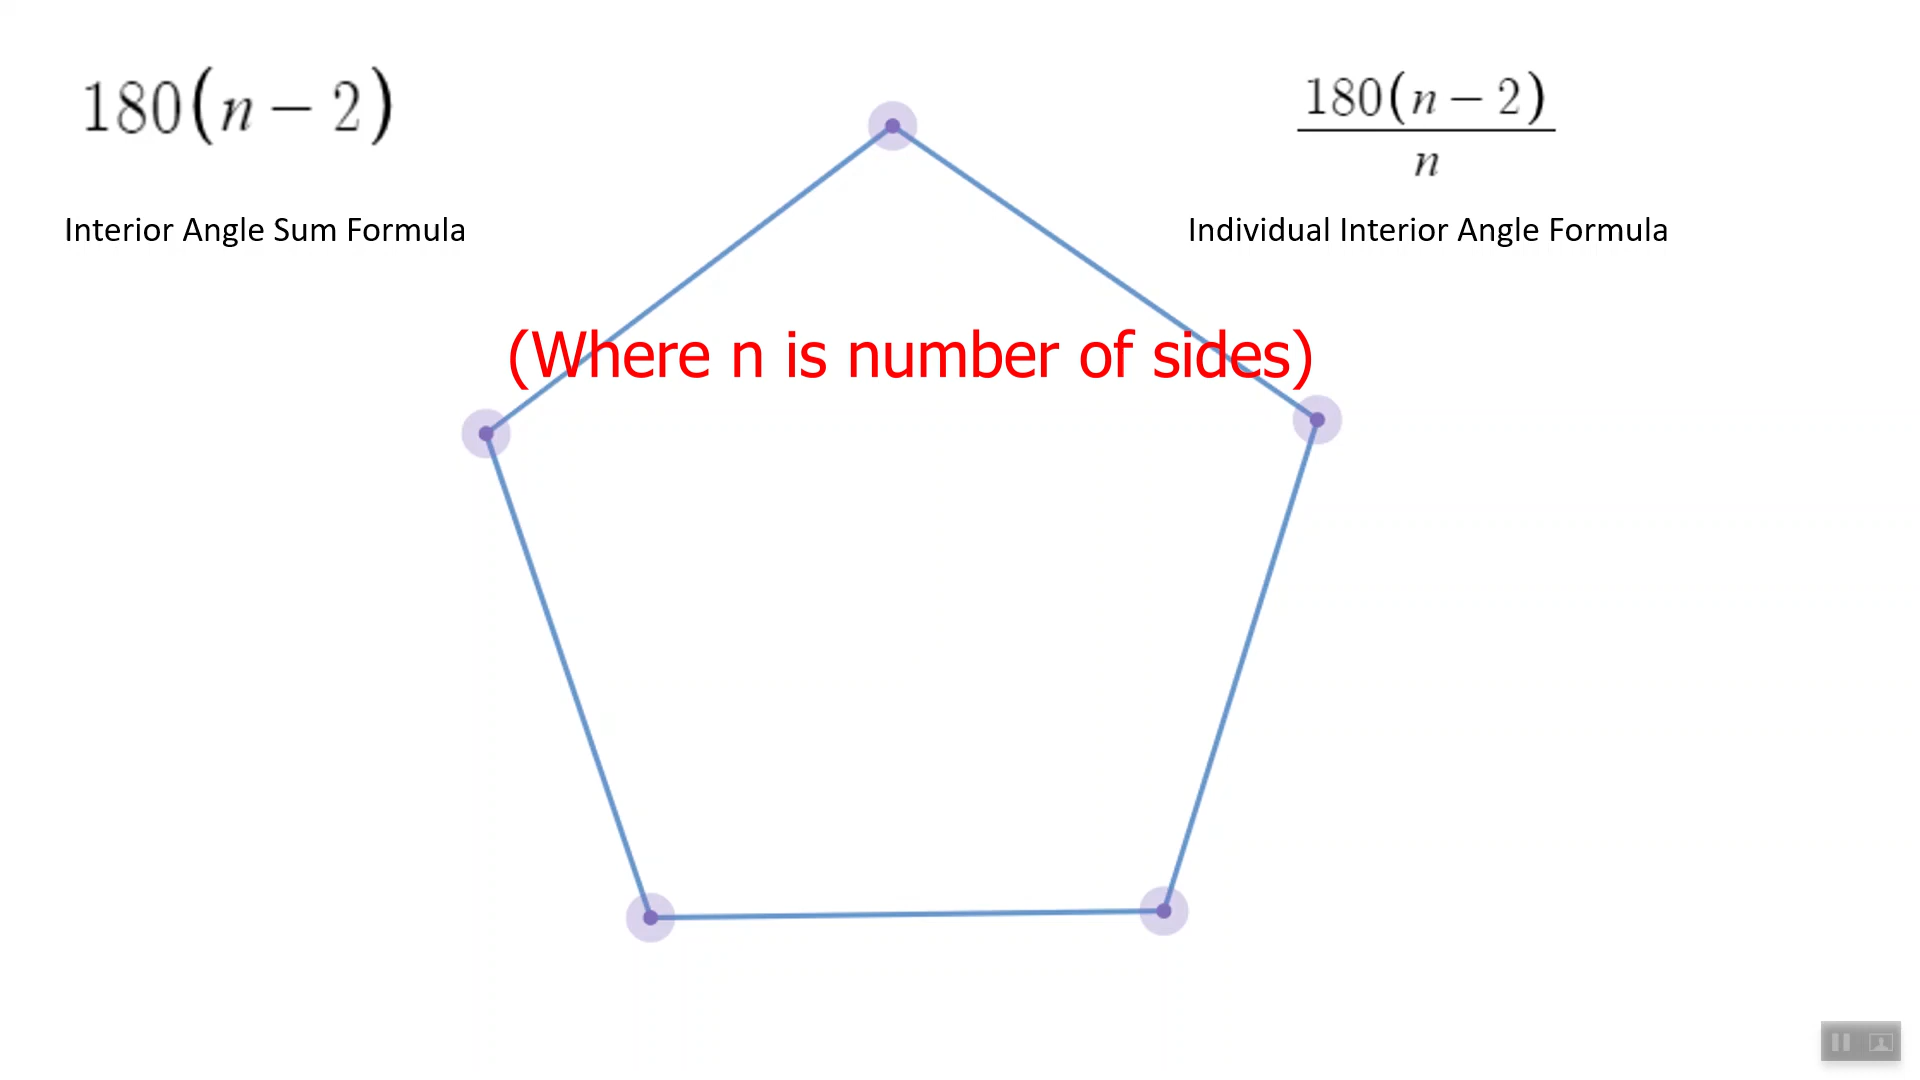 180(n − 2)
Interior Angle Sum Formula
180(n − 2)
n
Individual Interior Angle Formula
(Where n is number of sides)